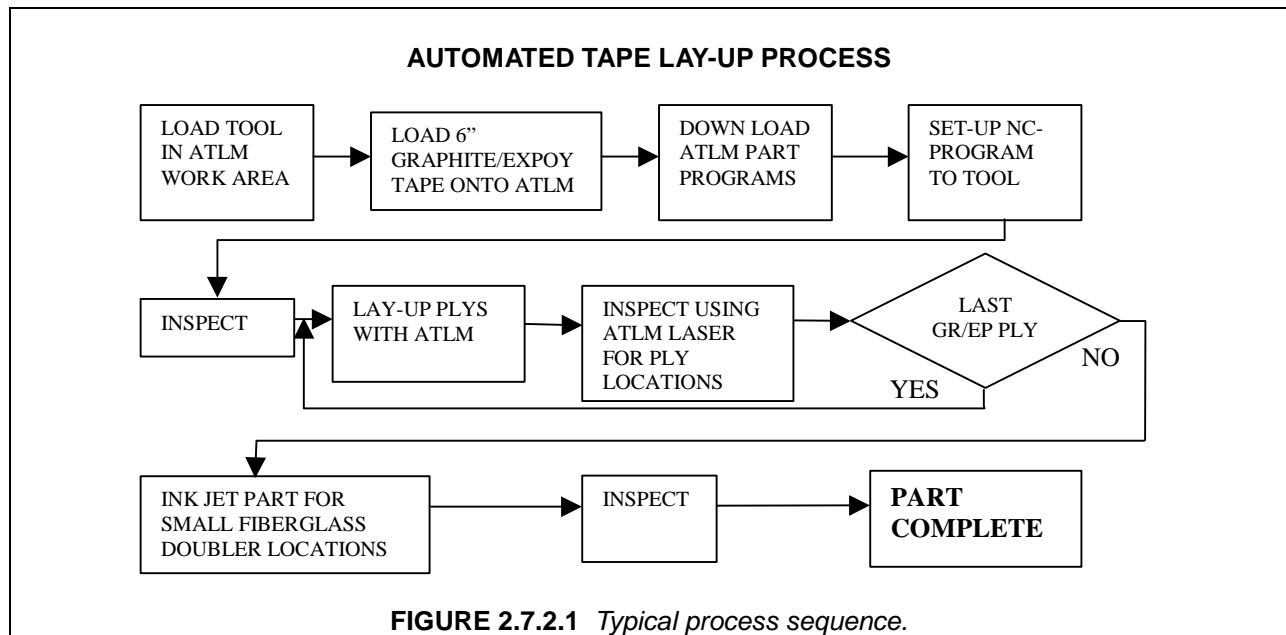 AUTOMATED TAPE LAY-UP PROCESS
LOAD TOOL
IN ATLM
WORK AREA
LOAD 6”
GRAPHITE/EXPOY
TAPE ONTO ATLM
DOWN LOAD
ATLM PART
PROGRAMS
SET-UP NC-
PROGRAM
TO TOOL
INSPECT
LAY-UP PLYS
WITH ATLM
INSPECT USING
ATLM LASER
FOR PLY
LOCATIONS
LAST
GR/EP PLY
NO
YES
INK JET PART FOR
SMALL FIBERGLASS
DOUBLER LOCATIONS
INSPECT
PART
COMPLETE
FIGURE 2.7.2.1 Typical process sequence.